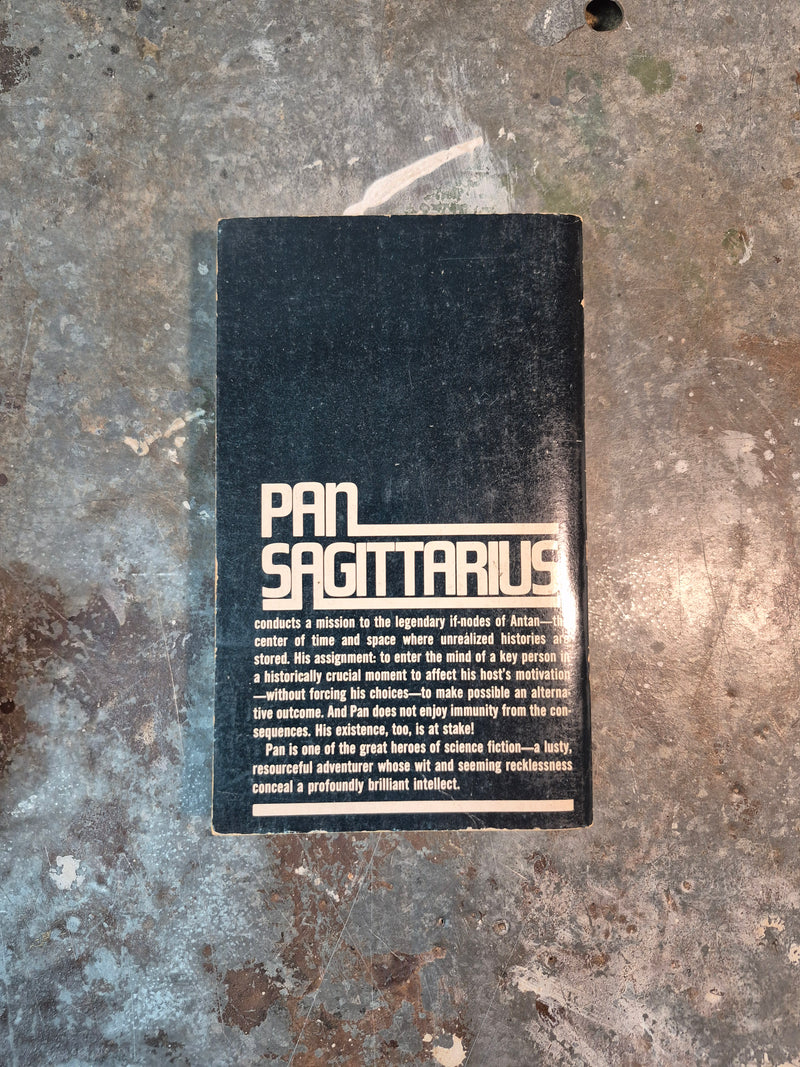 PAN
SAGITTARIUS
conducts a mission to the legendary if-nodes of Antan—the
center of time and space where unrealized histories are
stored. His assignment: to enter the mind of a key person in
a historically crucial moment to affect his host's motivation
—without forcing his choices—to make possible an alterna-
tive outcome. And Pan does not enjoy immunity from the con-
sequences. His existence, too, is at stake!
Pan is one of the great heroes of science fiction—a lusty,
resourceful adventurer whose wit and seeming recklessness
conceal a profoundly brilliant intellect.